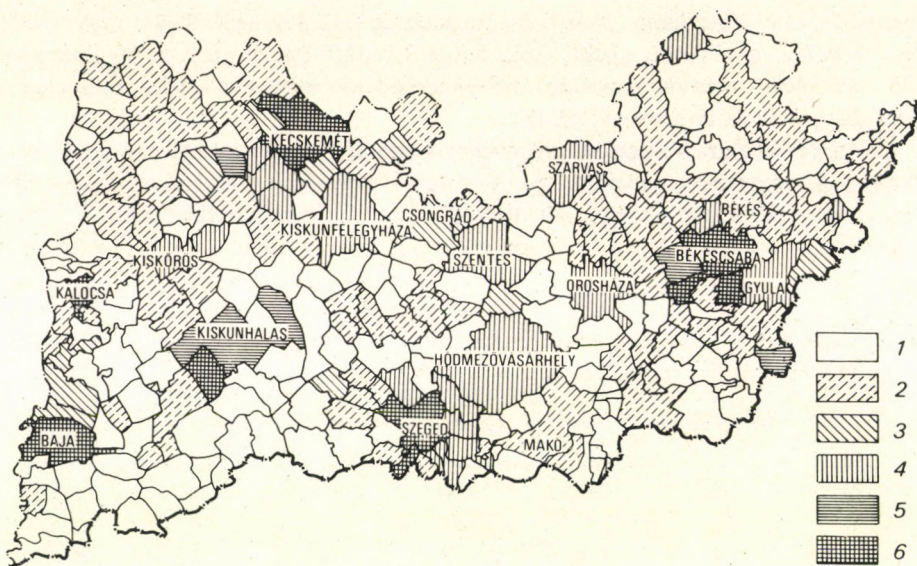 KECSKEMÉT
SZARVAS
BÉKÉS
CSONGRÁD
KISKUNFÉLEGYHÁZA
KISKŐRÖS
SZENTES
BÉKÉSCSABA
OROSHÁZA
GYULA
KALOCSA
KISKUNHALAS
HÓDMEZŐVÁSÁRHELY
BAJA
SZEGED
MAKÓ
1
2
3
4
5
6